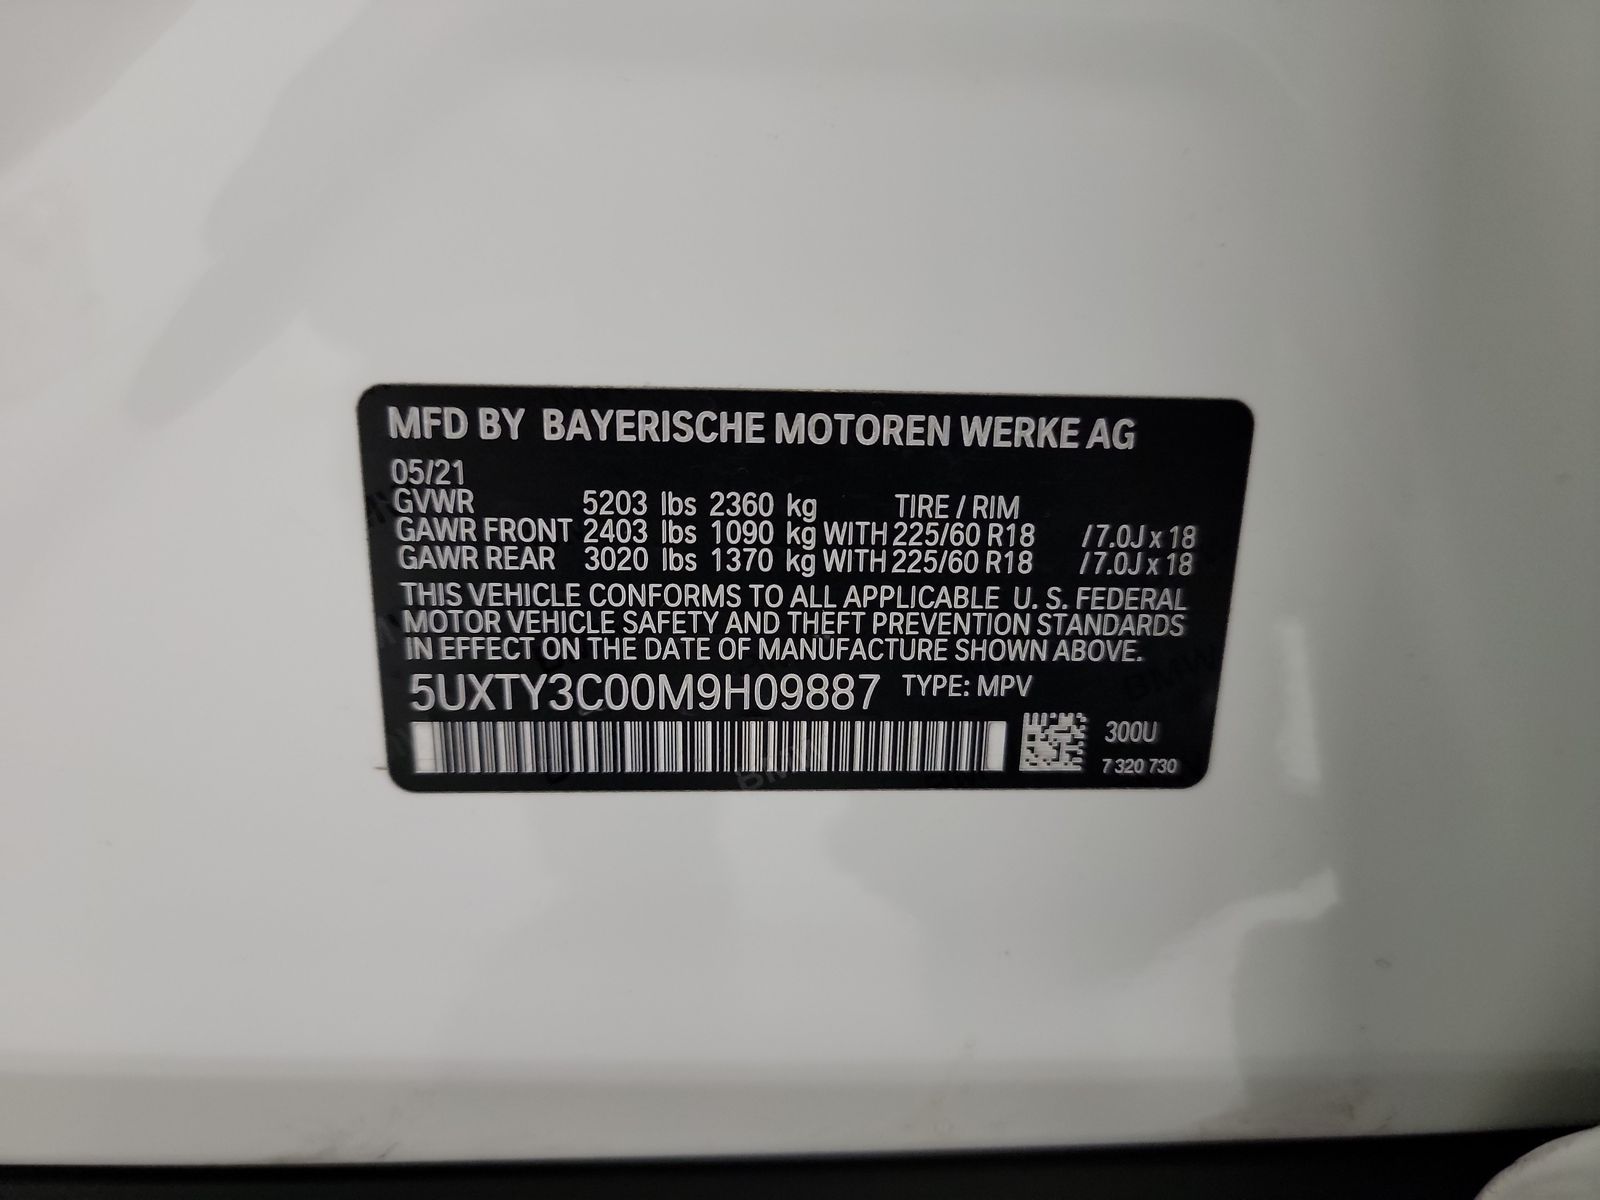 MFD BY BAYERISCHE MOTOREN WERKE AG
05/21
GVWR 5203 lbs 2360 kg TIRE / RIM
GAWR FRONT 2403 lbs 1090 kg WITH 225/60 R18 /7.0J x 18
GAWR REAR 3020 lbs 1370 kg WITH 225/60 R18 /7.0J x 18
THIS VEHICLE CONFORMS TO ALL APPLICABLE U. S. FEDERAL
MOTOR VEHICLE SAFETY AND THEFT PREVENTION STANDARDS
IN EFFECT ON THE DATE OF MANUFACTURE SHOWN ABOVE.
5UXTY3C00M9H09887 TYPE: MPV
300U
7 320 730